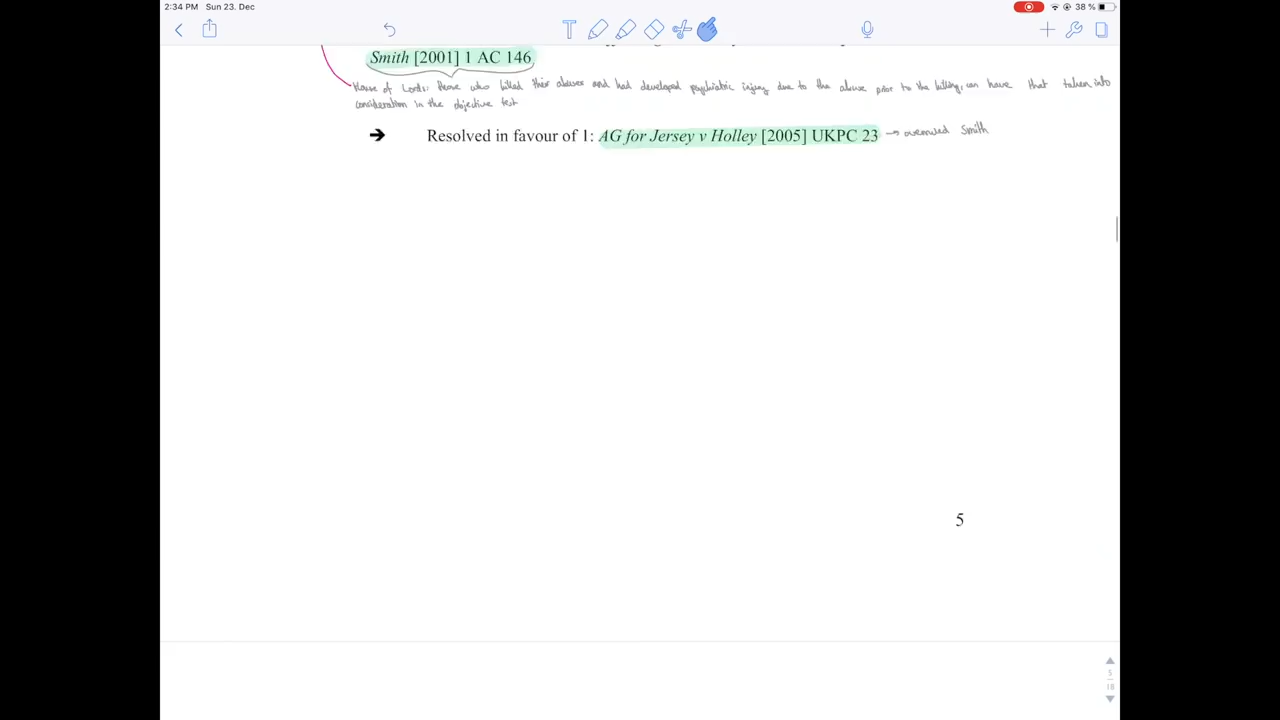 2:34 PM Sun 23. Dec 38 %
Smith [2001] 1 AC 146
House of Lords: those who killed their abuser and had developed psychiatric injury due to the abuse prior to the killing, can have that taken into
consideration in the objective test
→ Resolved in favour of 1: AG for Jersey v Holley [2005] UKPC 23 → overruled Smith
5
5
18